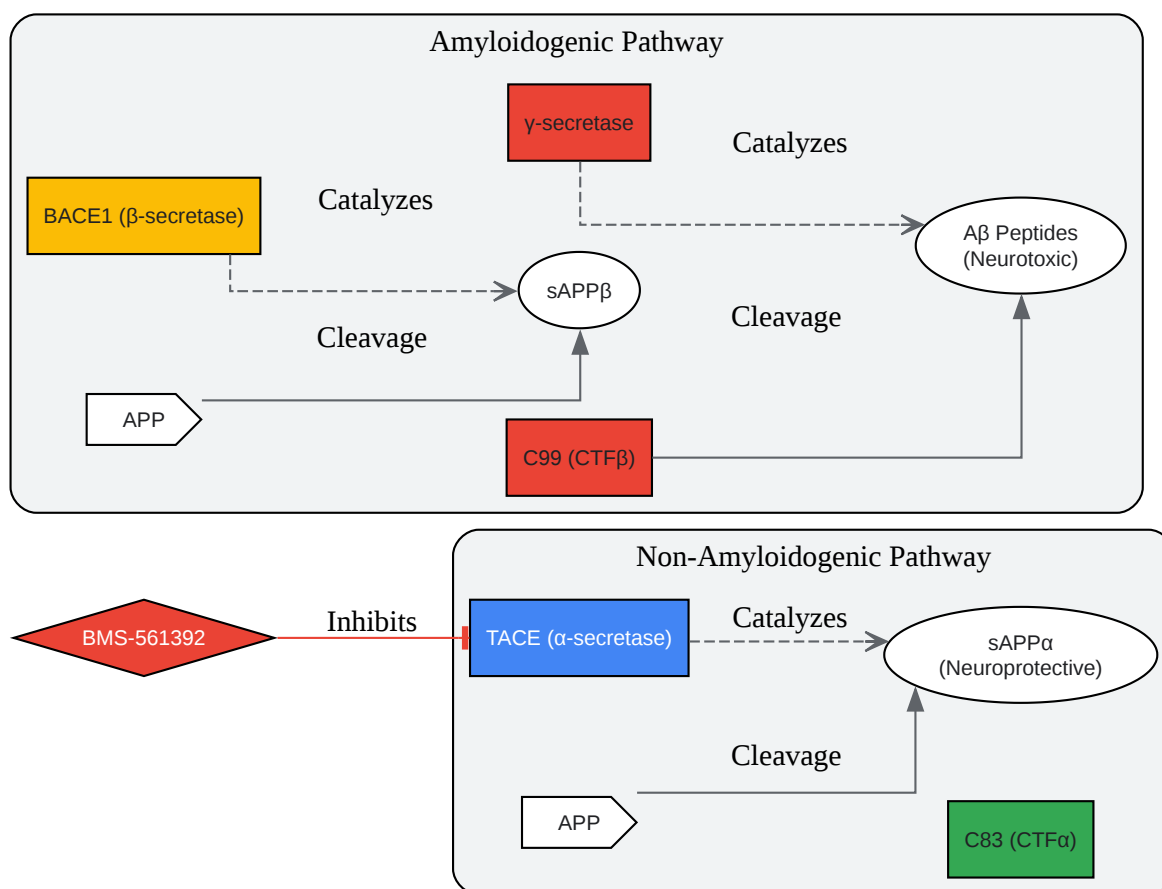 Amyloidogenic Pathway
γ-secretase
Catalyzes
BACE1 (β-secretase)
Catalyzes
Aβ Peptides
(Neurotoxic)
sAPPβ
Cleavage
Cleavage
APP
C99 (CTFβ)
Non-Amyloidogenic Pathway
BMS-561392
Inhibits
TACE (α-secretase)
Catalyzes
sAPPα
(Neuroprotective)
Cleavage
APP
C83 (CTFα)